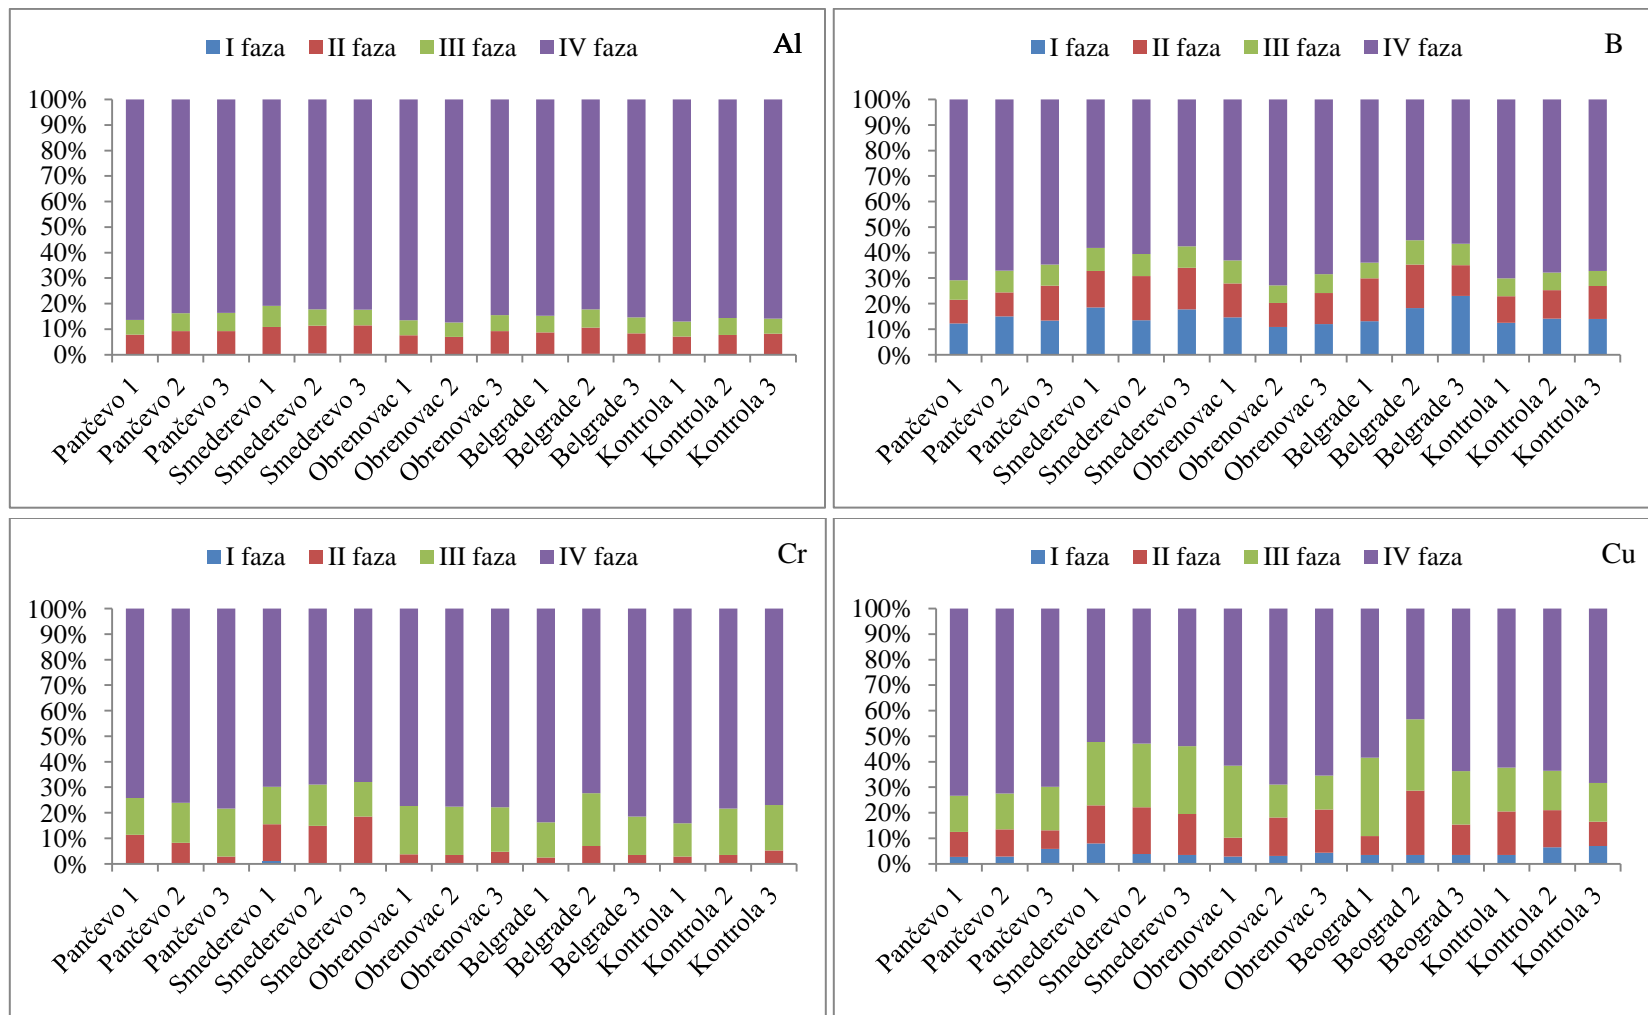 I faza II faza III faza IV faza Al
100%
90%
80%
70%
60%
50%
40%
30%
20%
10%
0%
Pančevo 1
Pančevo 2
Pančevo 3
Smederevo 1
Smederevo 2
Smederevo 3
Obrenovac 1
Obrenovac 2
Obrenovac 3
Belgrade 1
Belgrade 2
Belgrade 3
Kontrola 1
Kontrola 2
Kontrola 3
I faza II faza III faza IV faza B
100%
90%
80%
70%
60%
50%
40%
30%
20%
10%
0%
Pančevo 1
Pančevo 2
Pančevo 3
Smederevo 1
Smederevo 2
Smederevo 3
Obrenovac 1
Obrenovac 2
Obrenovac 3
Belgrade 1
Belgrade 2
Belgrade 3
Kontrola 1
Kontrola 2
Kontrola 3
I faza II faza III faza IV faza Cr
100%
90%
80%
70%
60%
50%
40%
30%
20%
10%
0%
Pančevo 1
Pančevo 2
Pančevo 3
Smederevo 1
Smederevo 2
Smederevo 3
Obrenovac 1
Obrenovac 2
Obrenovac 3
Belgrade 1
Belgrade 2
Belgrade 3
Kontrola 1
Kontrola 2
Kontrola 3
I faza II faza III faza IV faza Cu
100%
90%
80%
70%
60%
50%
40%
30%
20%
10%
0%
Pančevo 1
Pančevo 2
Pančevo 3
Smederevo 1
Smederevo 2
Smederevo 3
Obrenovac 1
Obrenovac 2
Obrenovac 3
Beograd 1
Beograd 2
Beograd 3
Kontrola 1
Kontrola 2
Kontrola 3